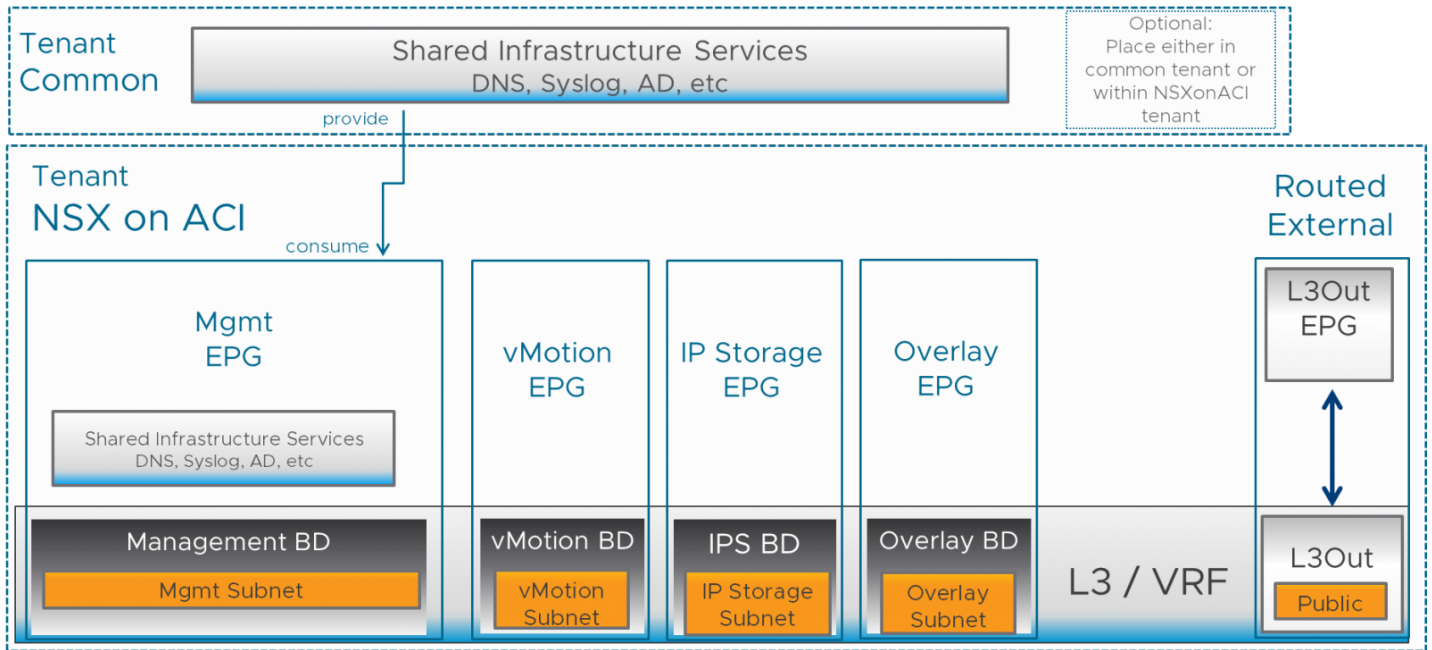 Tenant
Common
Shared Infrastructure Services
DNS, Syslog, AD, etc
Optional:
Place either in
common tenant or
within NSXonACI
tenant
provide
Tenant
NSX on ACI
consume
Routed
External
Mgmt
EPG
Shared Infrastructure Services
DNS, Syslog, AD, etc
vMotion
EPG
IP Storage
EPG
Overlay
EPG
L3Out
EPG
Management BD
Mgmt Subnet
vMotion BD
vMotion
Subnet
IPS BD
IP Storage
Subnet
Overlay BD
Overlay
Subnet
L3 / VRF
L3Out
Public